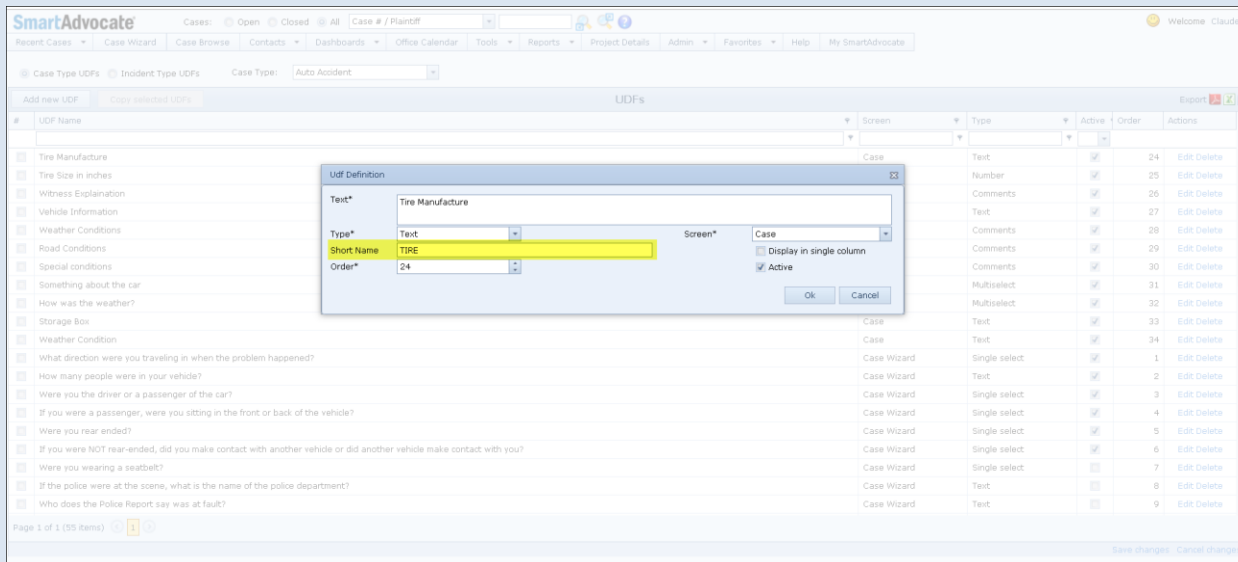 SmartAdvocate Cases: Open Closed All Case # / Plaintiff Welcome Claude
Recent Cases Case Wizard Case Browse Contacts Dashboards Office Calendar Tools Reports Project Details Admin Favorites Help My SmartAdvocate
Case Type UDFs Incident Type UDFs Case Type: Auto Accident
Add new UDF Copy selected UDFs UDFs Export
# UDF Name Screen Type Active Order Actions
Tire Manufacture Case Text 24 Edit Delete
Tire Size in inches Number 25 Edit Delete
Witness Explaination Comments 26 Edit Delete
Vehicle Information Text 27 Edit Delete
Weather Conditions Comments 28 Edit Delete
Road Conditions Comments 29 Edit Delete
Special conditions Comments 30 Edit Delete
Something about the car Multiselect 31 Edit Delete
How was the weather? Multiselect 32 Edit Delete
Storage Box Case Text 33 Edit Delete
Weather Condition Case Text 34 Edit Delete
What direction were you traveling in when the problem happened? Case Wizard Single select 1 Edit Delete
How many people were in your vehicle? Case Wizard Text 2 Edit Delete
Were you the driver or a passenger of the car? Case Wizard Single select 3 Edit Delete
If you were a passenger, were you sitting in the front or back of the vehicle? Case Wizard Single select 4 Edit Delete
Were you rear ended? Case Wizard Single select 5 Edit Delete
If you were NOT rear-ended, did you make contact with another vehicle or did another vehicle make contact with you? Case Wizard Single select 6 Edit Delete
Were you wearing a seatbelt? Case Wizard Single select 7 Edit Delete
If the police were at the scene, what is the name of the police department? Case Wizard Text 8 Edit Delete
Who does the Police Report say was at fault? Case Wizard Text 9 Edit Delete
Page 1 of 1 (55 items) 1
Save changes Cancel change
Udf Definition
Text* Tire Manufacture
Type* Text Screen* Case
Short Name TIRE Display in single column
Order* 24 Active
Ok Cancel